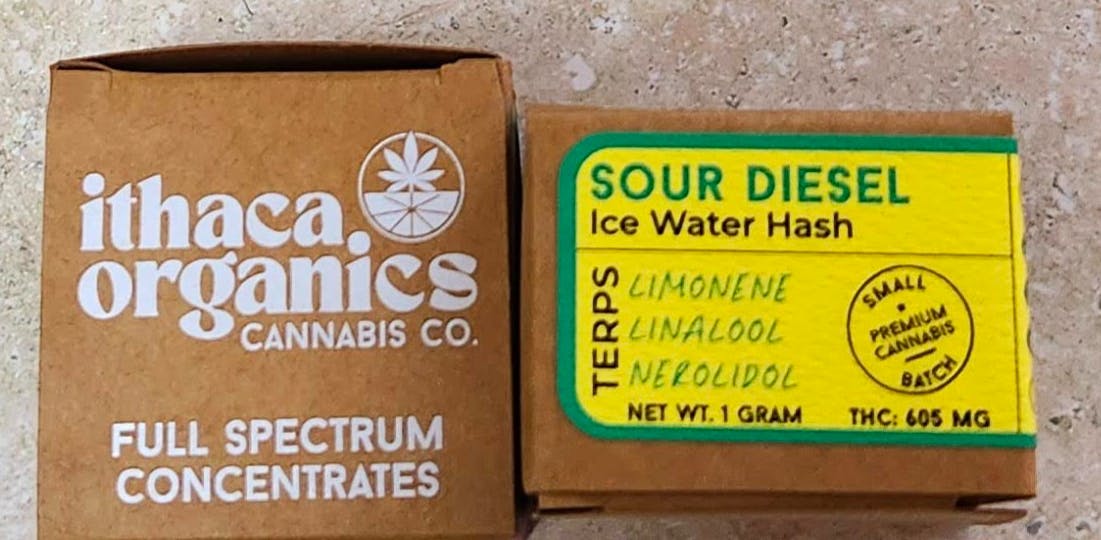 ithaca
organics
CANNABIS CO.
FULL SPECTRUM
CONCENTRATES
SOUR DIESEL
Ice Water Hash
TERPS
LIMONENE
LINALOOL
NEROLIDOL
SMALL
PREMIUM
CANNABIS
BATCH
NET WT. 1 GRAM THC: 605 MG